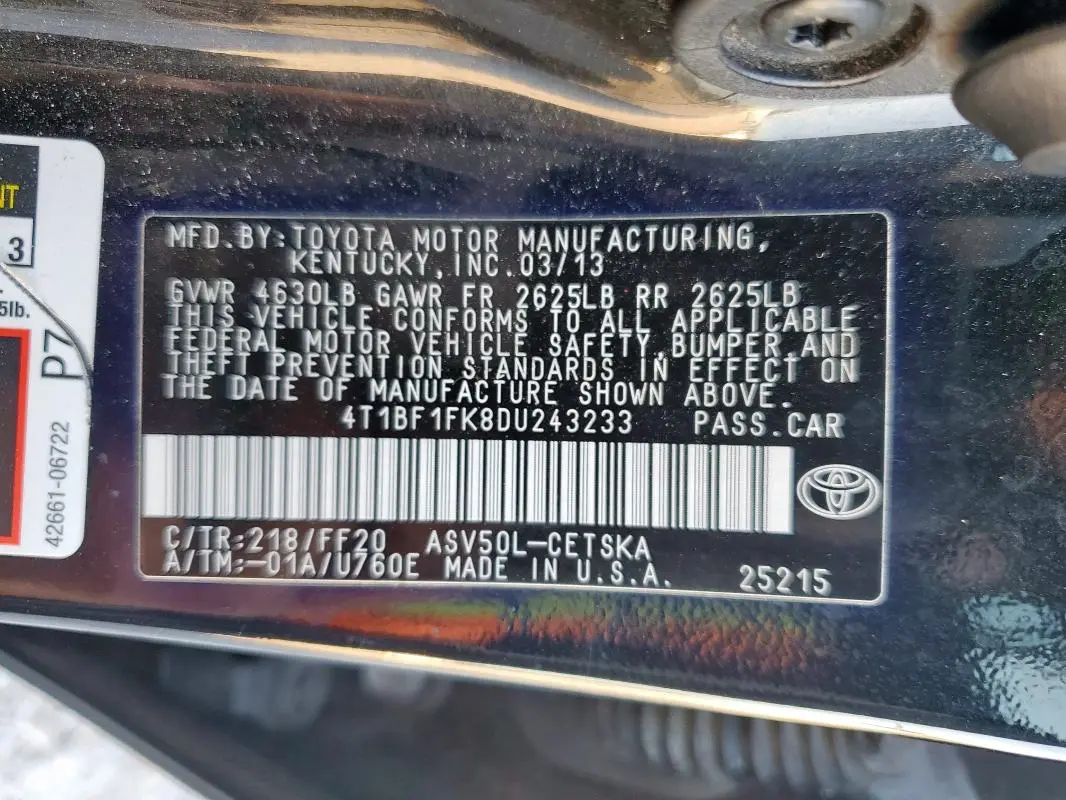 NT
3
5lb.
P7
42661-06722
MFD.BY:TOYOTA MOTOR MANUFACTURING,
KENTUCKY,INC.03/13
GVWR 4630LB GAWR FR 2625LB RR 2625LB
THIS VEHICLE CONFORMS TO ALL APPLICABLE
FEDERAL MOTOR VEHICLE SAFETY,BUMPER,AND
THEFT PREVENTION STANDARDS IN EFFECT ON
THE DATE OF MANUFACTURE SHOWN ABOVE.
4T1BF1FK8DU243233 PASS.CAR
C/TR:218/FF20 ASV50L-CETSKA
A/TM:-01A/U760E MADE IN U.S.A. 25215